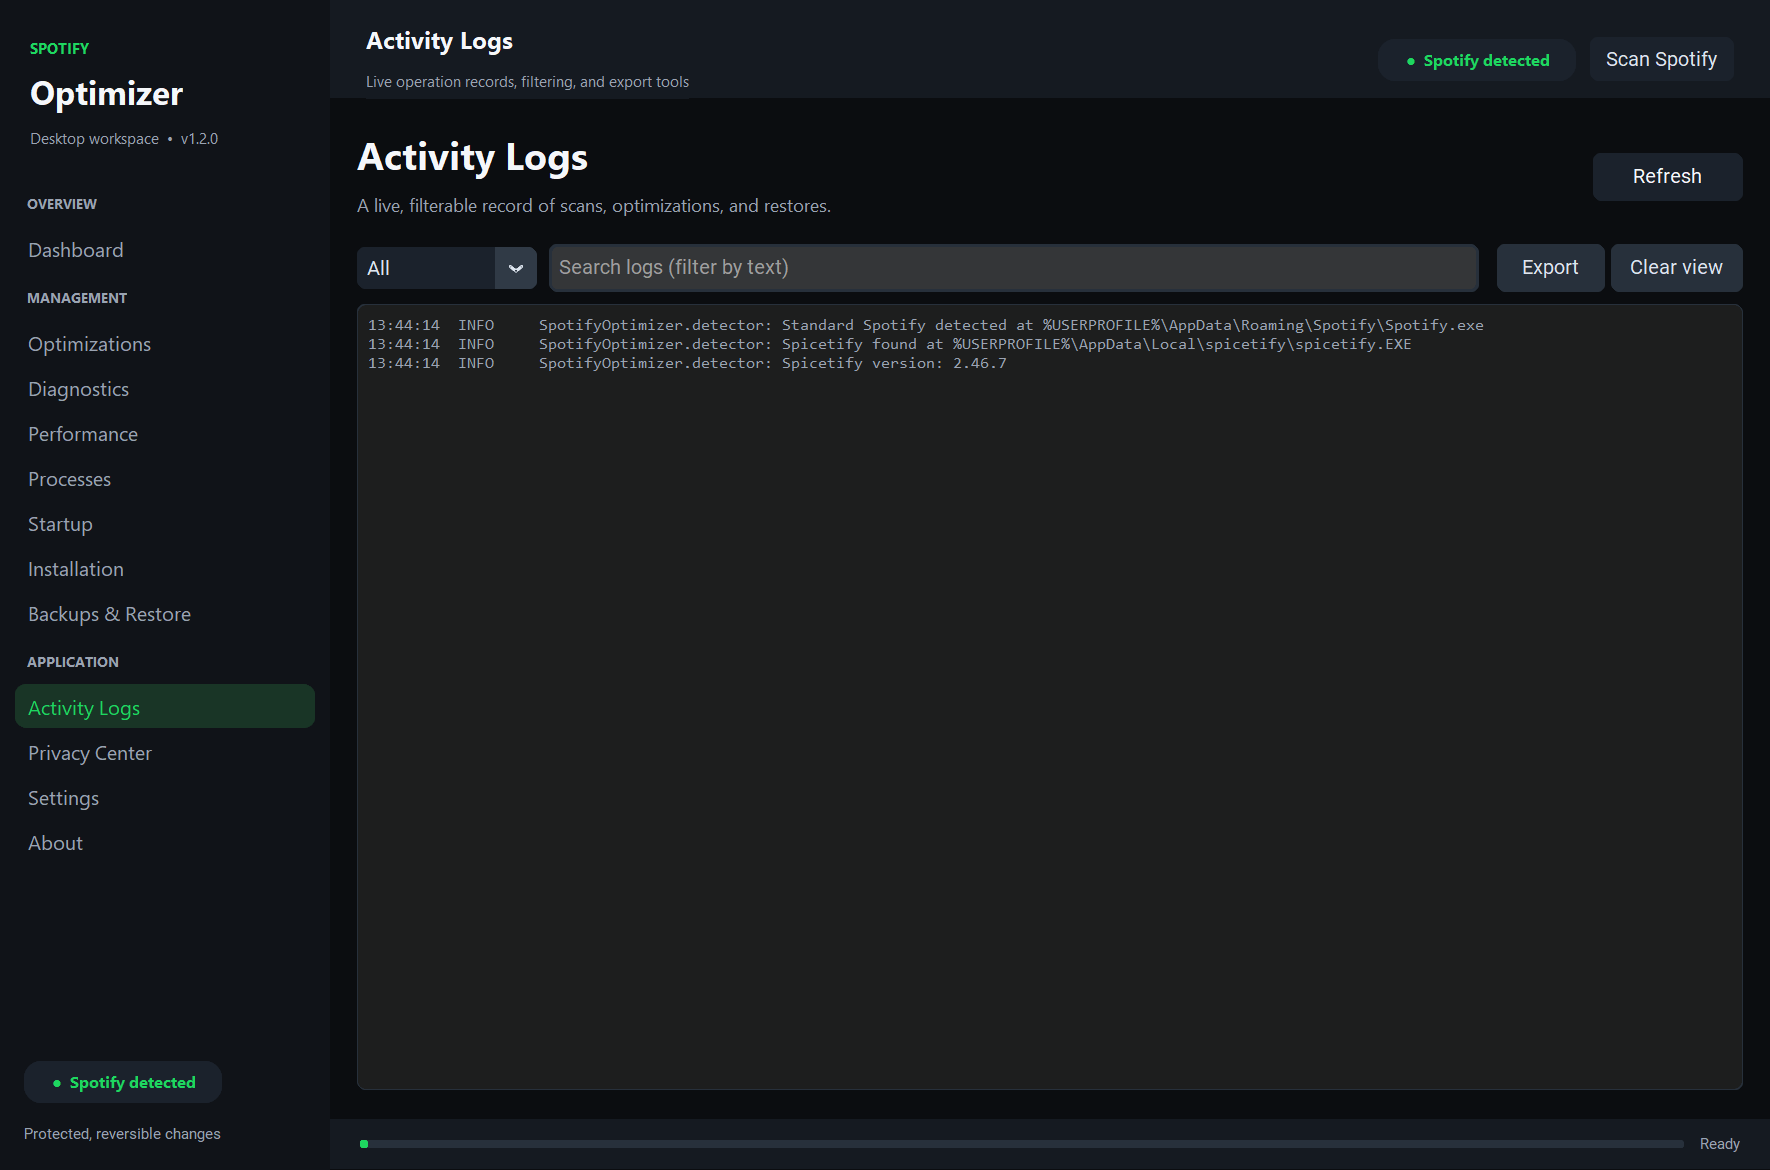 SPOTIFY
Optimizer
Desktop workspace • v1.2.0
OVERVIEW
Dashboard
MANAGEMENT
Optimizations
Diagnostics
Performance
Processes
Startup
Installation
Backups & Restore
APPLICATION
Activity Logs
Privacy Center
Settings
About
● Spotify detected
Protected, reversible changes
Activity Logs
Live operation records, filtering, and export tools
● Spotify detected
Scan Spotify
Activity Logs
A live, filterable record of scans, optimizations, and restores.
Refresh
All
Search logs (filter by text)
Export
Clear view
13:44:14 INFO SpotifyOptimizer.detector: Standard Spotify detected at %USERPROFILE%\AppData\Roaming\Spotify\Spotify.exe
13:44:14 INFO SpotifyOptimizer.detector: Spicetify found at %USERPROFILE%\AppData\Local\spicetify\spicetify.EXE
13:44:14 INFO SpotifyOptimizer.detector: Spicetify version: 2.46.7
Ready